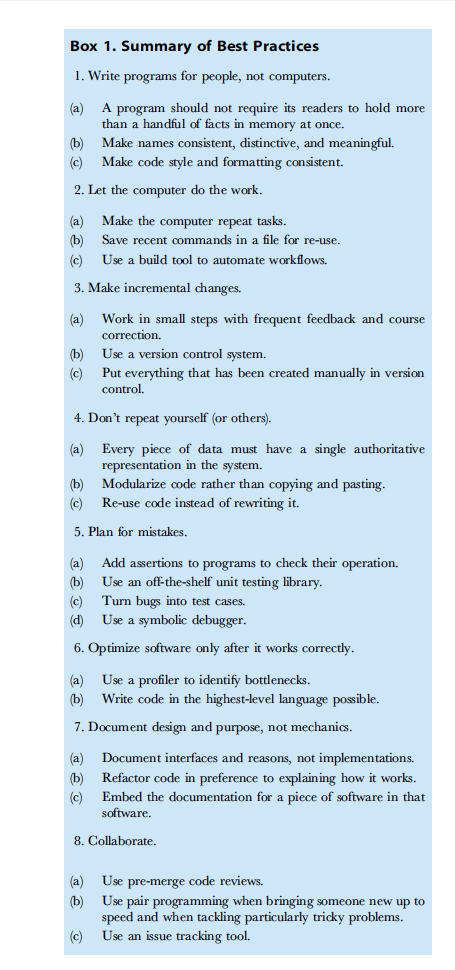 Box 1. Summary of Best Practices
1. Write programs for people, not computers.
(a) A program should not require its readers to hold more
than a handful of facts in memory at once.
(b) Make names consistent, distinctive, and meaningful.
(c) Make code style and formatting consistent.
2. Let the computer do the work.
(a) Make the computer repeat tasks.
(b) Save recent commands in a file for re-use.
(c) Use a build tool to automate workflows.
3. Make incremental changes.
(a) Work in small steps with frequent feedback and course
correction.
(b) Use a version control system.
(c) Put everything that has been created manually in version
control.
4. Don't repeat yourself (or others).
(a) Every piece of data must have a single authoritative
representation in the system.
(b) Modularize code rather than copying and pasting.
(c) Re-use code instead of rewriting it.
5. Plan for mistakes.
(a) Add assertions to programs to check their operation.
(b) Use an off-the-shelf unit testing library.
(c) Turn bugs into test cases.
(d) Use a symbolic debugger.
6. Optimize software only after it works correctly.
(a) Use a profiler to identify bottlenecks.
(b) Write code in the highest-level language possible.
7. Document design and purpose, not mechanics.
(a) Document interfaces and reasons, not implementations.
(b) Refactor code in preference to explaining how it works.
(c) Embed the documentation for a piece of software in that
software.
8. Collaborate.
(a) Use pre-merge code reviews.
(b) Use pair programming when bringing someone new up to
speed and when tackling particularly tricky problems.
(c) Use an issue tracking tool.